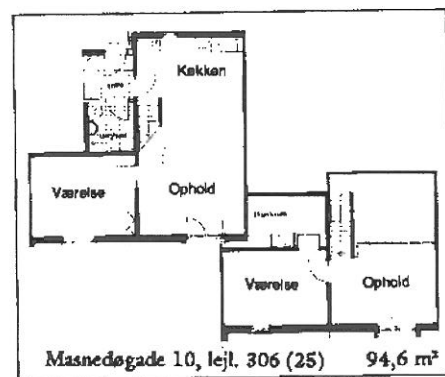 Køkken
Værelse
Ophold
Værelse
Ophold
Masnedøgade 10, lejl. 306 (25) 94,6 m²